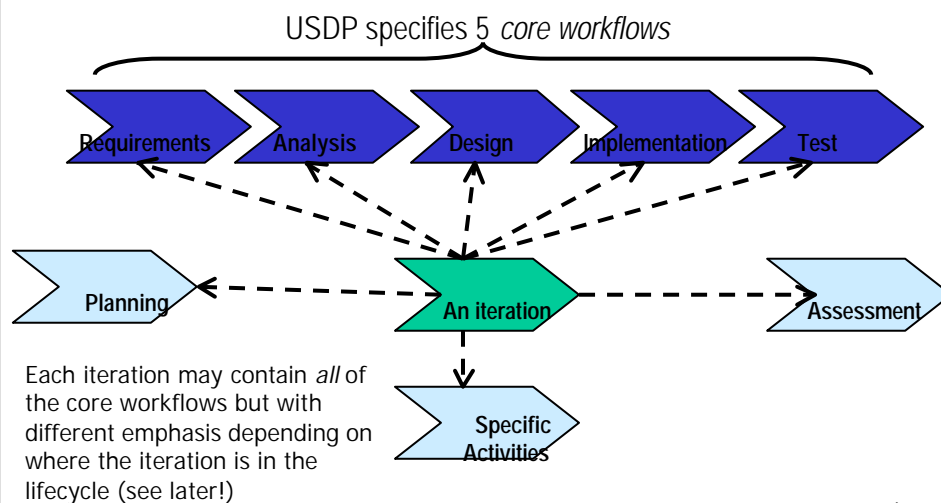 USDP specifies 5 core workflows
Requirements
Analysis
Design
Implementation
Test
Planning
An iteration
Assessment
Specific
Activities
Each iteration may contain all of
the core workflows but with
different emphasis depending on
where the iteration is in the
lifecycle (see later!)